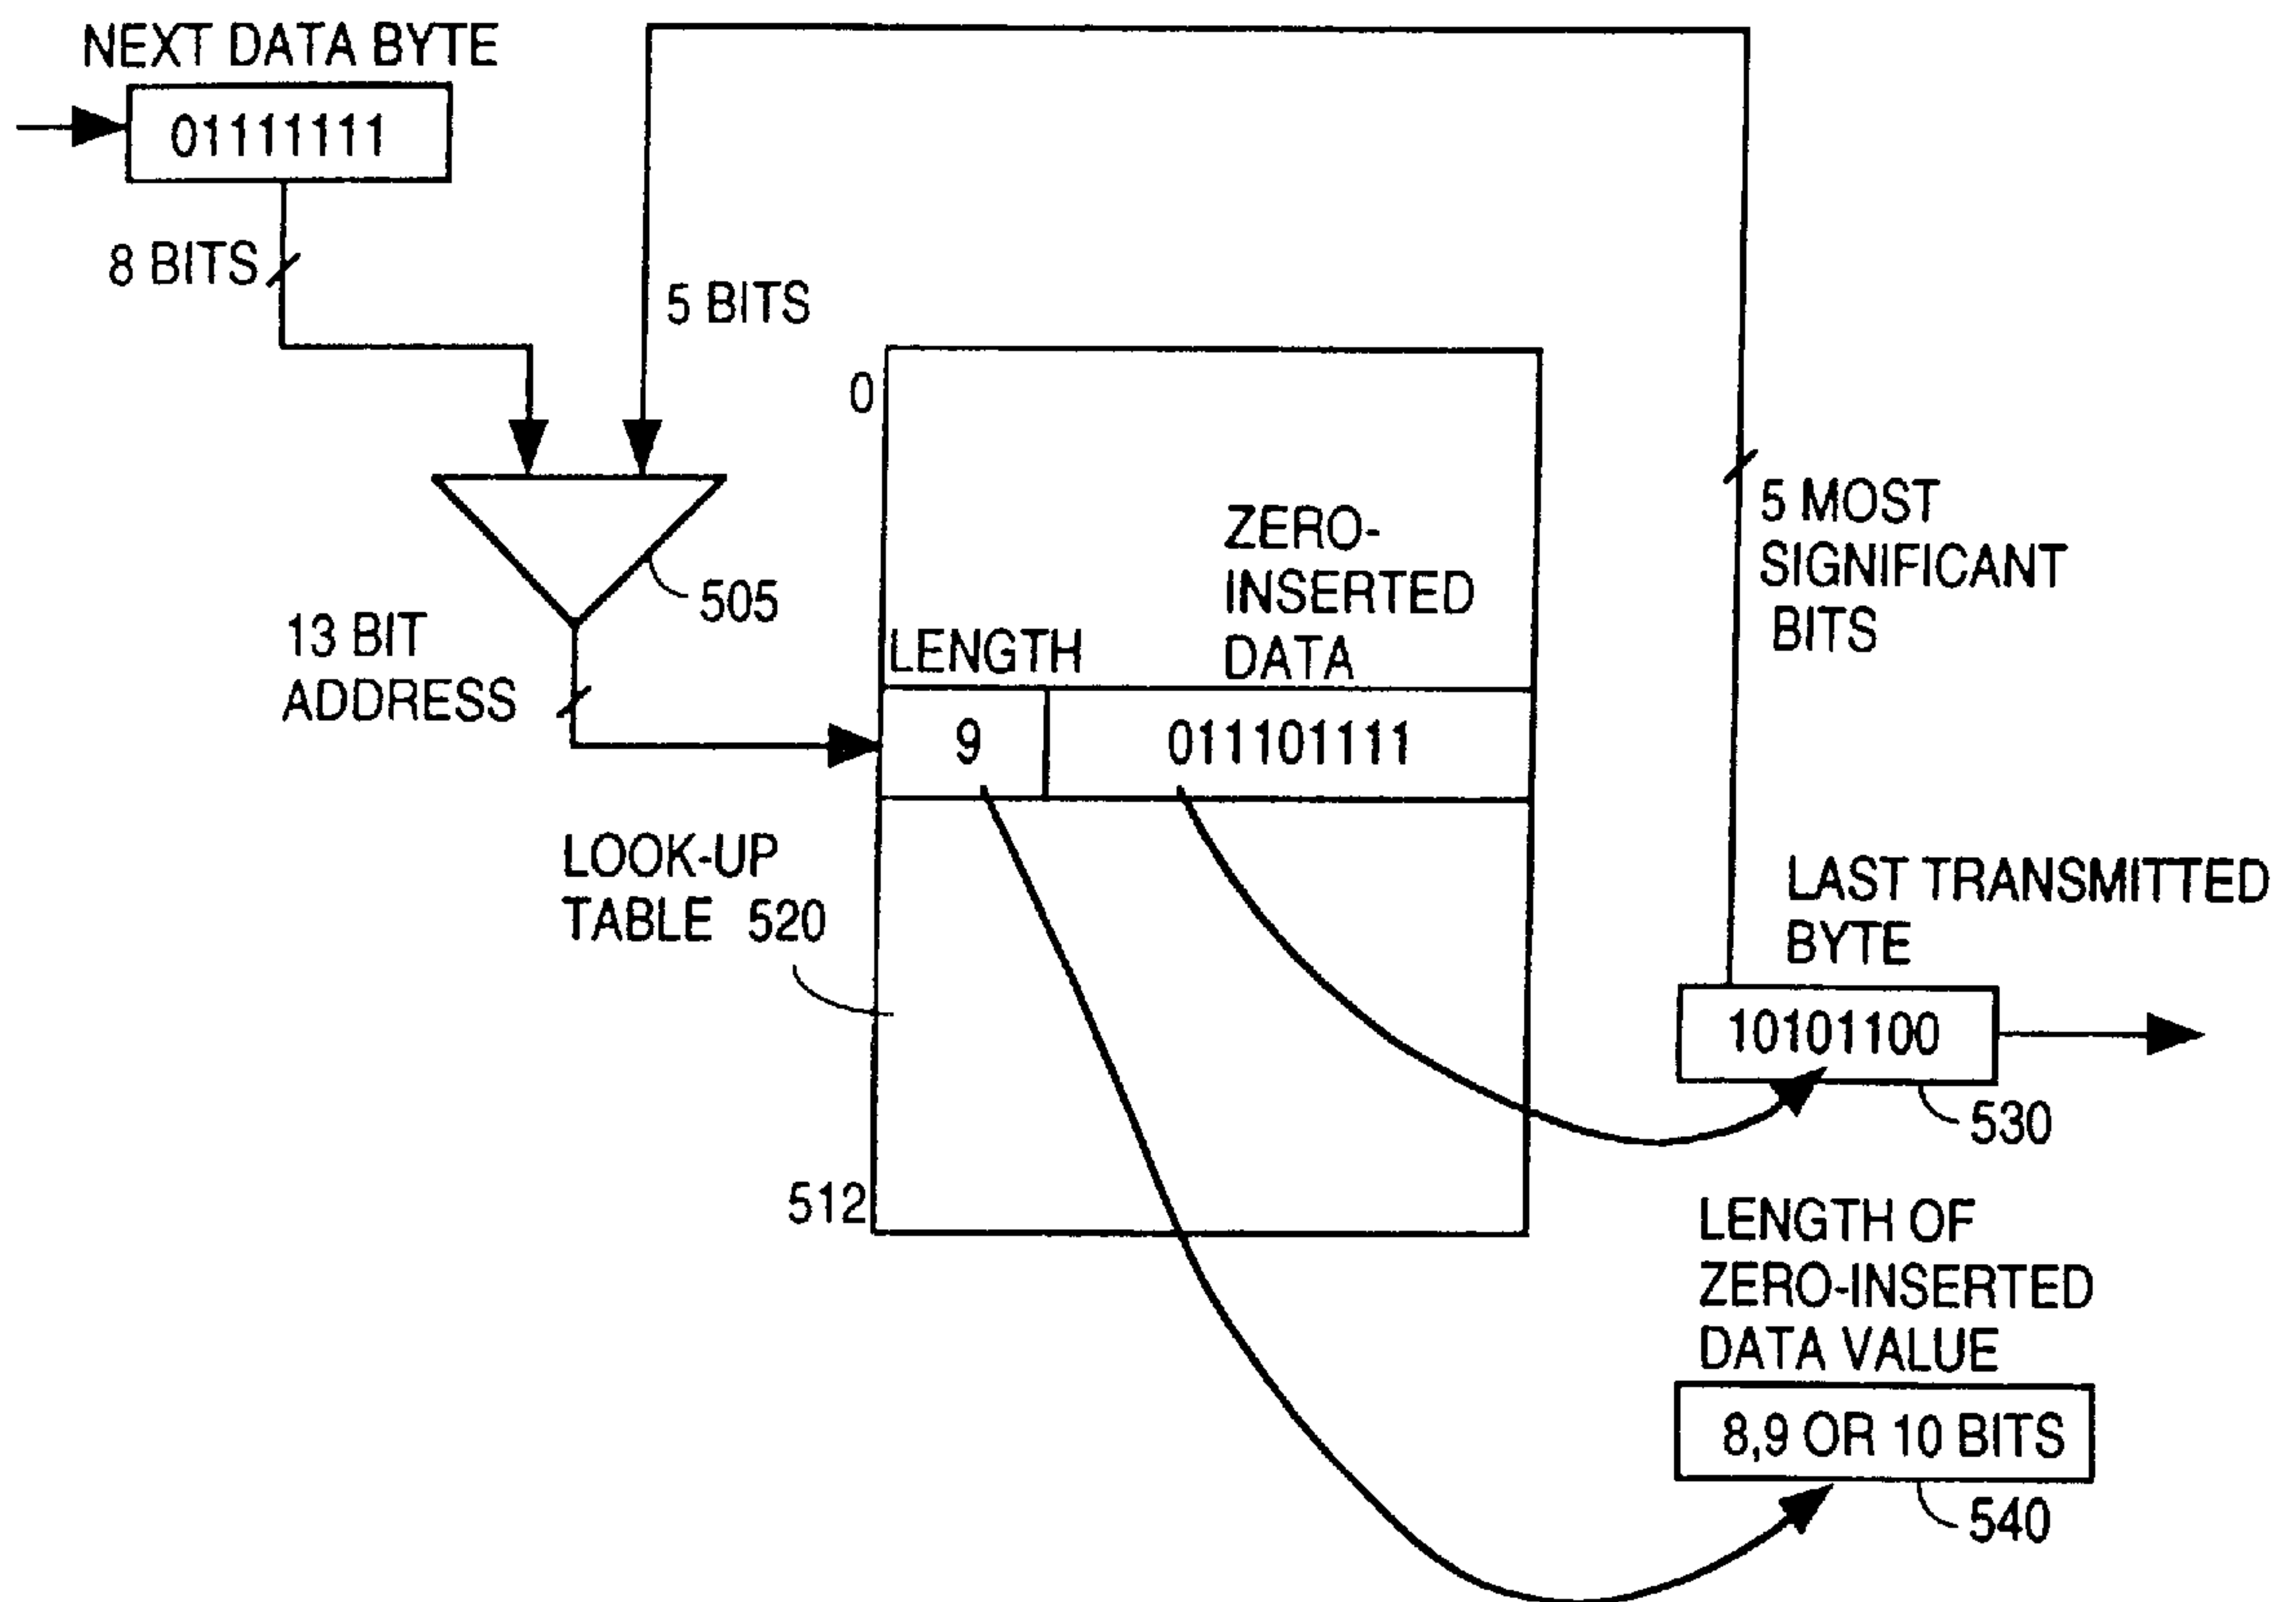 NEXT DATA BYTE
01111111
8 BITS
5 BITS
0
505
13 BIT
ADDRESS
ZERO-
INSERTED
DATA
LENGTH
9
011101111
5 MOST
SIGNIFICANT
BITS
LOOK-UP
TABLE 520
512
LAST TRANSMITTED
BYTE
10101100
530
LENGTH OF
ZERO-INSERTED
DATA VALUE
8,9 OR 10 BITS
540